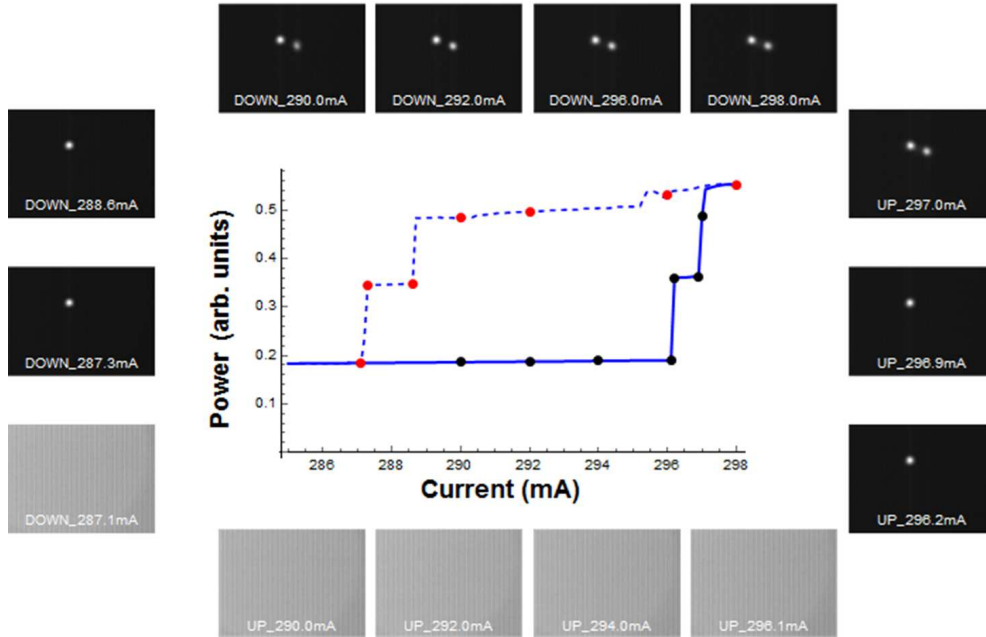 DOWN_290.0mA DOWN_292.0mA DOWN_296.0mA DOWN_298.0mA
DOWN_288.6mA
UP_297.0mA
DOWN_287.3mA
UP_296.9mA
DOWN_287.1mA
UP_296.2mA
Power (arb. units)
0.5
0.4
0.3
0.2
0.1
286 288 290 292 294 296 298
Current (mA)
UP_290.0mA UP_292.0mA UP_294.0mA UP_296.1mA